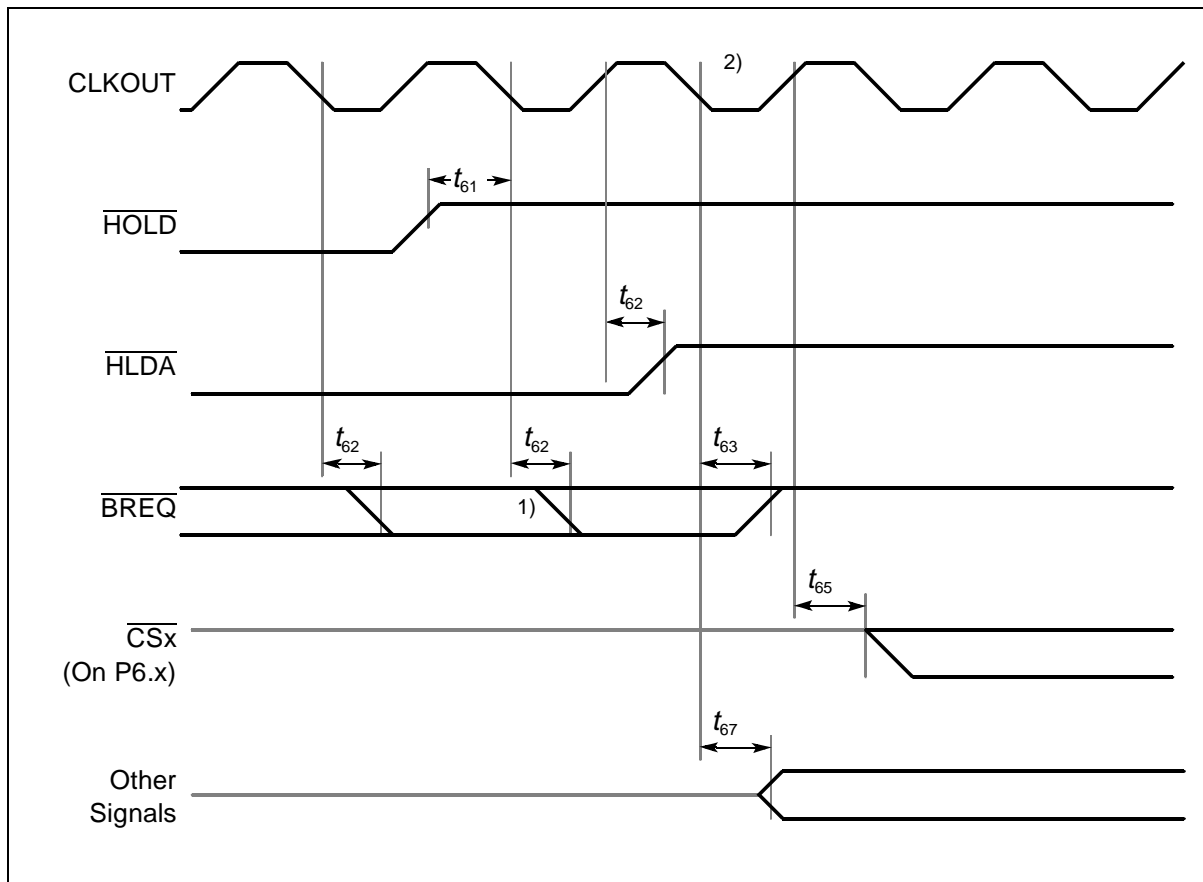 CLKOUT
2)
t61
HOLD
t62
HLDA
t62
t62
t63
BREQ
1)
t65
CSx
(On P6.x)
t67
Other
Signals